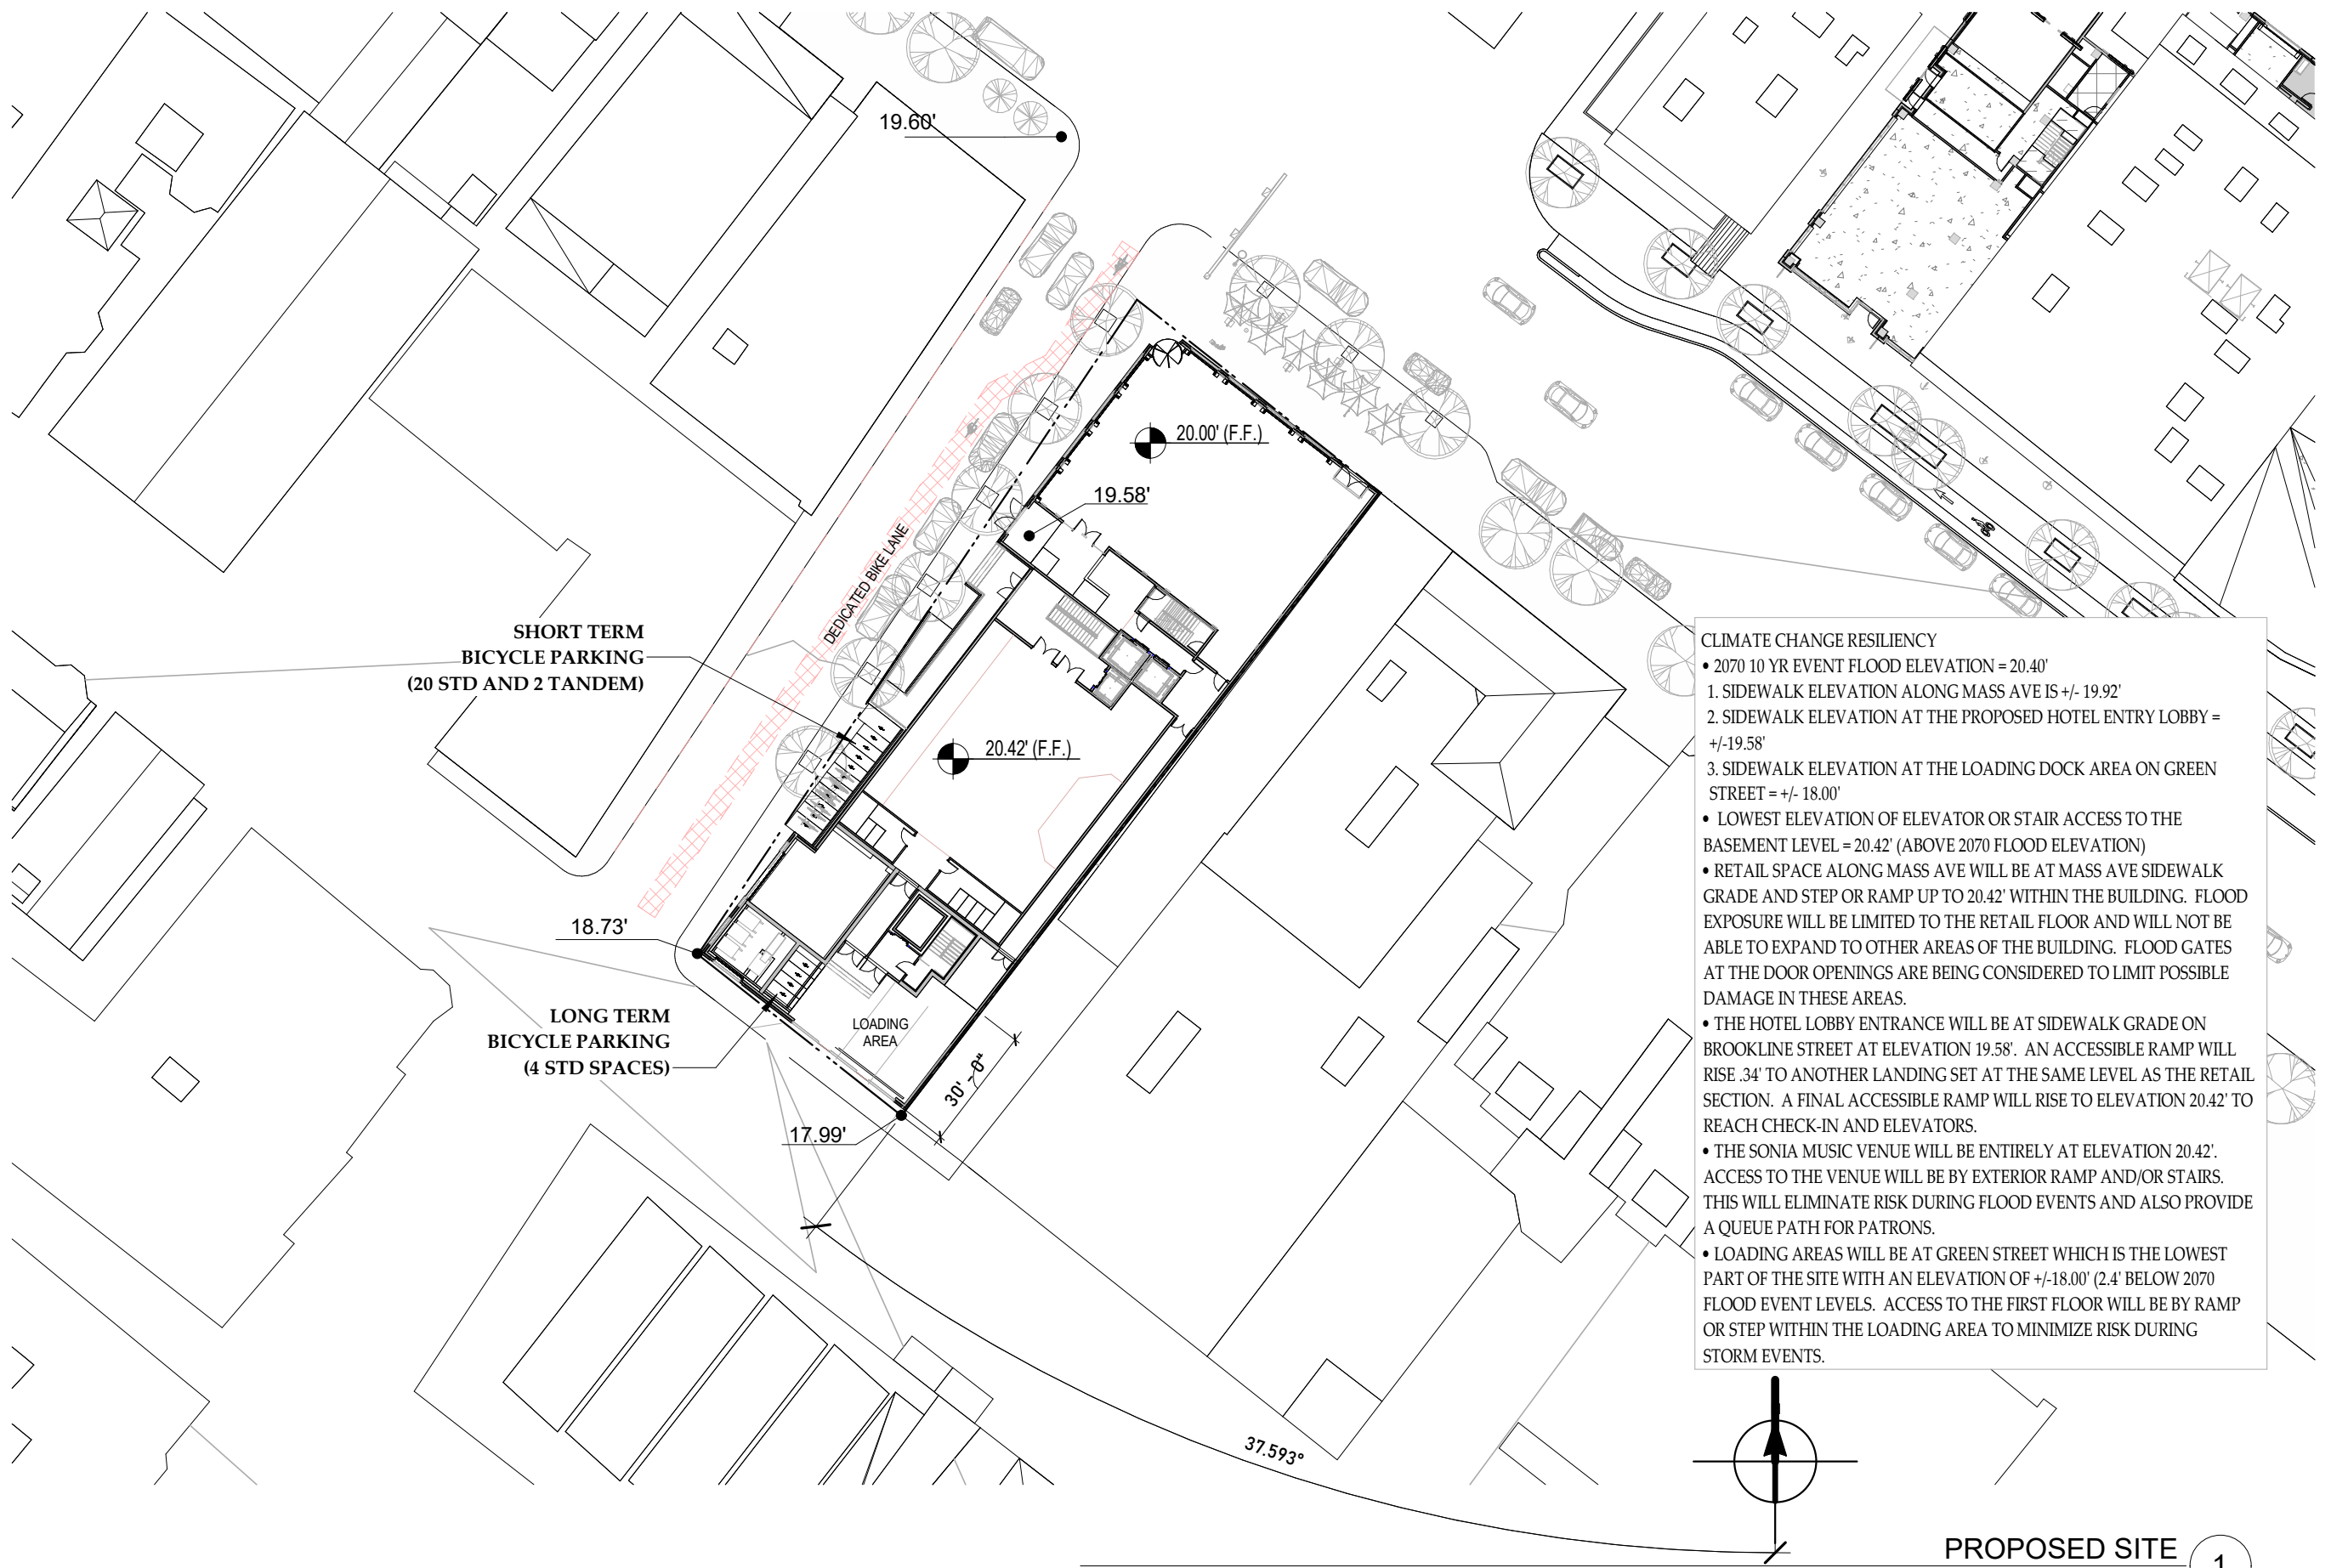 19.60'
20.00' (F.F.)
19.58'
DEDICATED BIKE LANE
SHORT TERM
BICYCLE PARKING
(20 STD AND 2 TANDEM)
20.42' (F.F.)
18.73'
LONG TERM
BICYCLE PARKING
(4 STD SPACES)
LOADING
AREA
30' - 0"
17.99'
37.593°
CLIMATE CHANGE RESILIENCY
• 2070 10 YR EVENT FLOOD ELEVATION = 20.40'
1. SIDEWALK ELEVATION ALONG MASS AVE IS +/- 19.92'
2. SIDEWALK ELEVATION AT THE PROPOSED HOTEL ENTRY LOBBY =
+/-19.58'
3. SIDEWALK ELEVATION AT THE LOADING DOCK AREA ON GREEN
STREET = +/- 18.00'
• LOWEST ELEVATION OF ELEVATOR OR STAIR ACCESS TO THE
BASEMENT LEVEL = 20.42' (ABOVE 2070 FLOOD ELEVATION)
• RETAIL SPACE ALONG MASS AVE WILL BE AT MASS AVE SIDEWALK
GRADE AND STEP OR RAMP UP TO 20.42' WITHIN THE BUILDING. FLOOD
EXPOSURE WILL BE LIMITED TO THE RETAIL FLOOR AND WILL NOT BE
ABLE TO EXPAND TO OTHER AREAS OF THE BUILDING. FLOOD GATES
AT THE DOOR OPENINGS ARE BEING CONSIDERED TO LIMIT POSSIBLE
DAMAGE IN THESE AREAS.
• THE HOTEL LOBBY ENTRANCE WILL BE AT SIDEWALK GRADE ON
BROOKLINE STREET AT ELEVATION 19.58'. AN ACCESSIBLE RAMP WILL
RISE .34' TO ANOTHER LANDING SET AT THE SAME LEVEL AS THE RETAIL
SECTION. A FINAL ACCESSIBLE RAMP WILL RISE TO ELEVATION 20.42' TO
REACH CHECK-IN AND ELEVATORS.
• THE SONIA MUSIC VENUE WILL BE ENTIRELY AT ELEVATION 20.42'.
ACCESS TO THE VENUE WILL BE BY EXTERIOR RAMP AND/OR STAIRS.
THIS WILL ELIMINATE RISK DURING FLOOD EVENTS AND ALSO PROVIDE
A QUEUE PATH FOR PATRONS.
• LOADING AREAS WILL BE AT GREEN STREET WHICH IS THE LOWEST
PART OF THE SITE WITH AN ELEVATION OF +/-18.00' (2.4' BELOW 2070
FLOOD EVENT LEVELS. ACCESS TO THE FIRST FLOOR WILL BE BY RAMP
OR STEP WITHIN THE LOADING AREA TO MINIMIZE RISK DURING
STORM EVENTS.
PROPOSED SITE
1